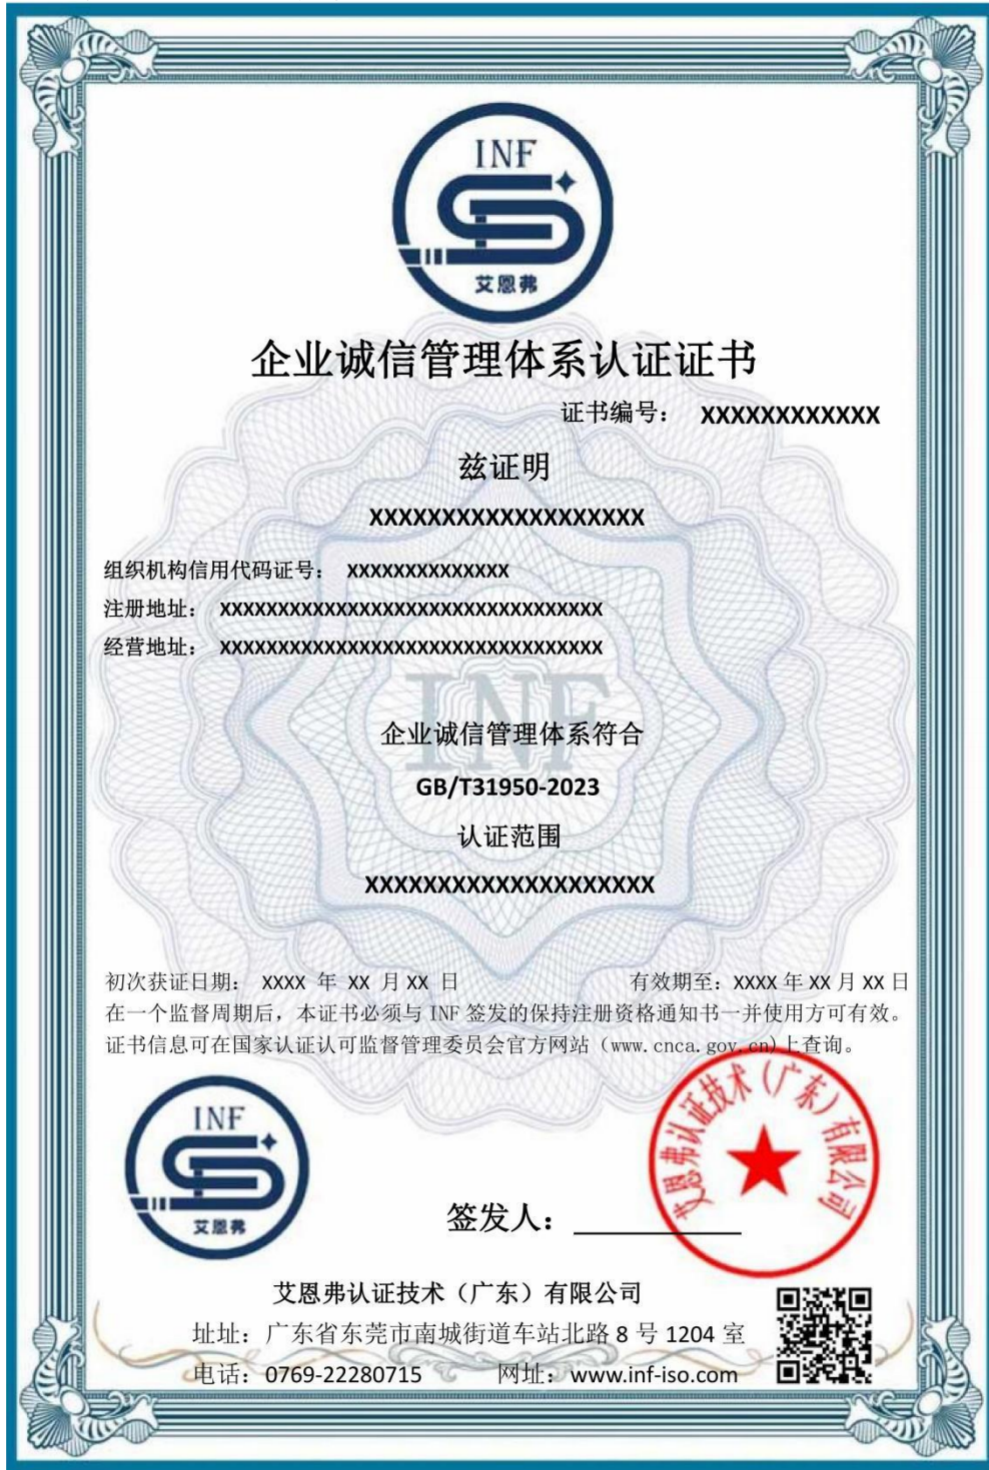 INF
艾恩弗
企业诚信管理体系认证证书
证书编号： XXXXXXXXXXXX
兹证明
XXXXXXXXXXXXXXXXXXX
组织机构信用代码证号： XXXXXXXXXXXXXX
注册地址： XXXXXXXXXXXXXXXXXXXXXXXXXXXXXXXXX
经营地址： XXXXXXXXXXXXXXXXXXXXXXXXXXXXXXXXX
INF
企业诚信管理体系符合
GB/T31950-2023
认证范围
XXXXXXXXXXXXXXXXXXXX
初次获证日期： XXXX 年 XX 月 XX 日 有效期至：XXXX 年 XX 月 XX 日
在一个监督周期后，本证书必须与 INF 签发的保持注册资格通知书一并使用方可有效。
证书信息可在国家认证认可监督管理委员会官方网站（www.cnca.gov.cn)上查询。
INF
艾恩弗
艾恩弗认证技术（广东）有限公司
签发人：
艾恩弗认证技术（广东）有限公司
址址：广东省东莞市南城街道车站北路 8 号 1204 室
电话：0769-22280715 网址：www.inf-iso.com